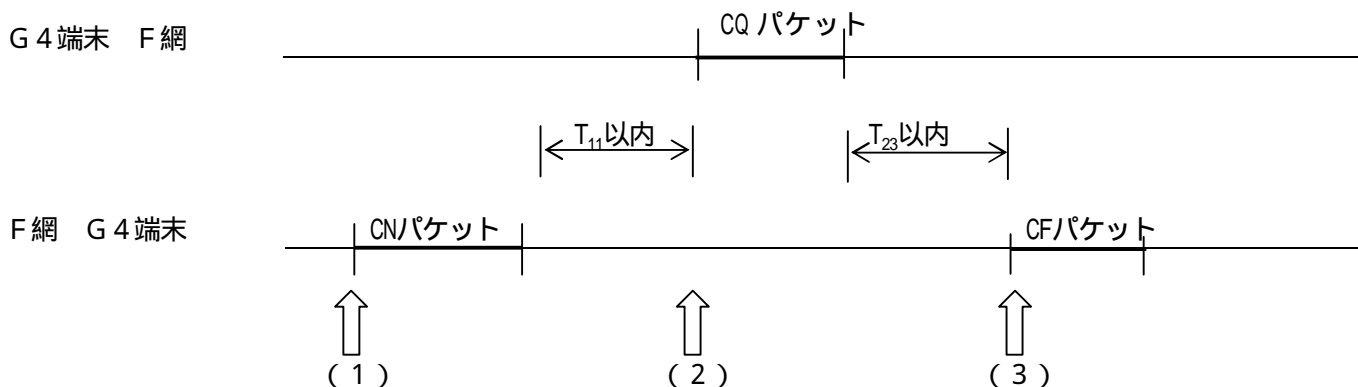 G4端末 F網
CQ パケット
T11以内
T23以内
F網 G4端末
CNパケット
CFパケット
(1)
(2)
(3)